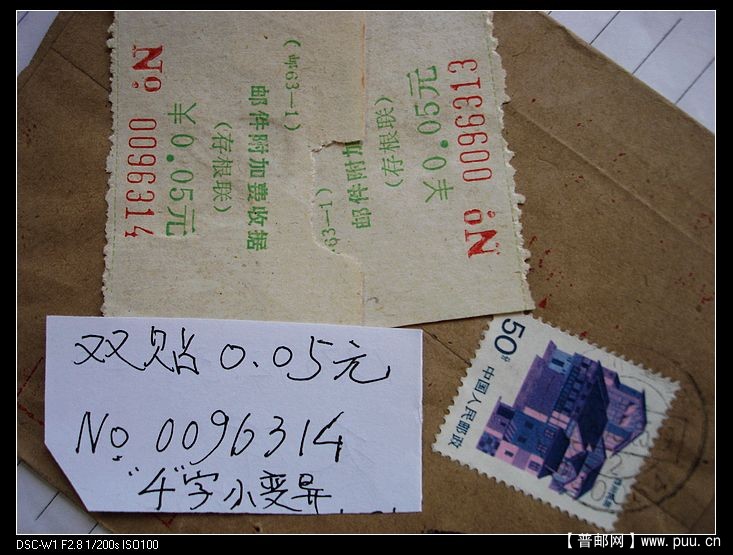 No 0096314
￥0.05元
(存根联)
邮件附加费收据
(邮63—1)
63—1)
邮件附加
(存根联)
￥0.05元
No 0096313
双贴 0.05元
No 0096314
"4"字小变异
50分
中国人民邮政
DSC-W1 F2.8 1/200s ISO100
【普邮网】www.puu.cn